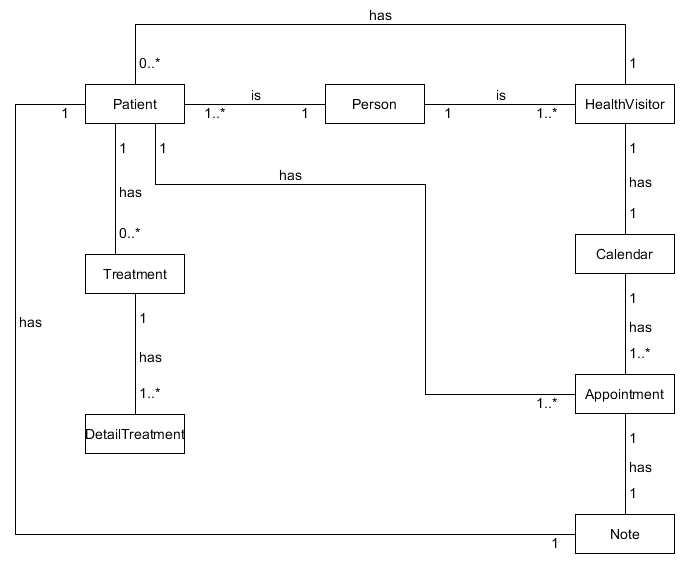 has
0..*
1
is
is
Patient
Person
HealthVisitor
1
1..*
1
1
1..*
1
1
1
has
has
has
0..*
1
Treatment
Calendar
1
1
has
has
has
1..*
1..*
Appointment
1..*
DetailTreatment
1
has
1
Note
1